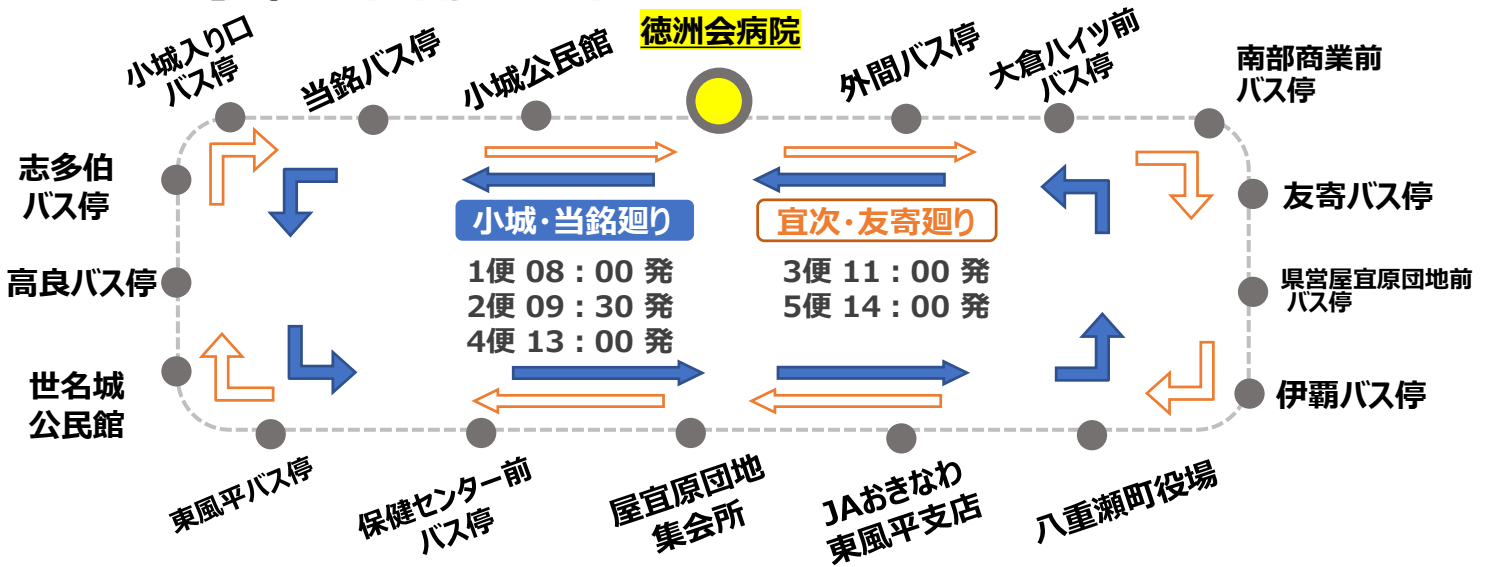 小城入り口
バス停
当銘バス停
小城公民館
徳洲会病院
外間バス停
大倉ハイツ前
バス停
南部商業前
バス停
志多伯
バス停
友寄バス停
小城・当銘廻り
宜次・友寄廻り
1便 08：00 発
2便 09：30 発
4便 13：00 発
3便 11：00 発
5便 14：00 発
高良バス停
県営屋宜原団地前
バス停
世名城
公民館
伊覇バス停
東風平バス停
保健センター前
バス停
屋宜原団地
集会所
JAおきなわ
東風平支店
八重瀬町役場